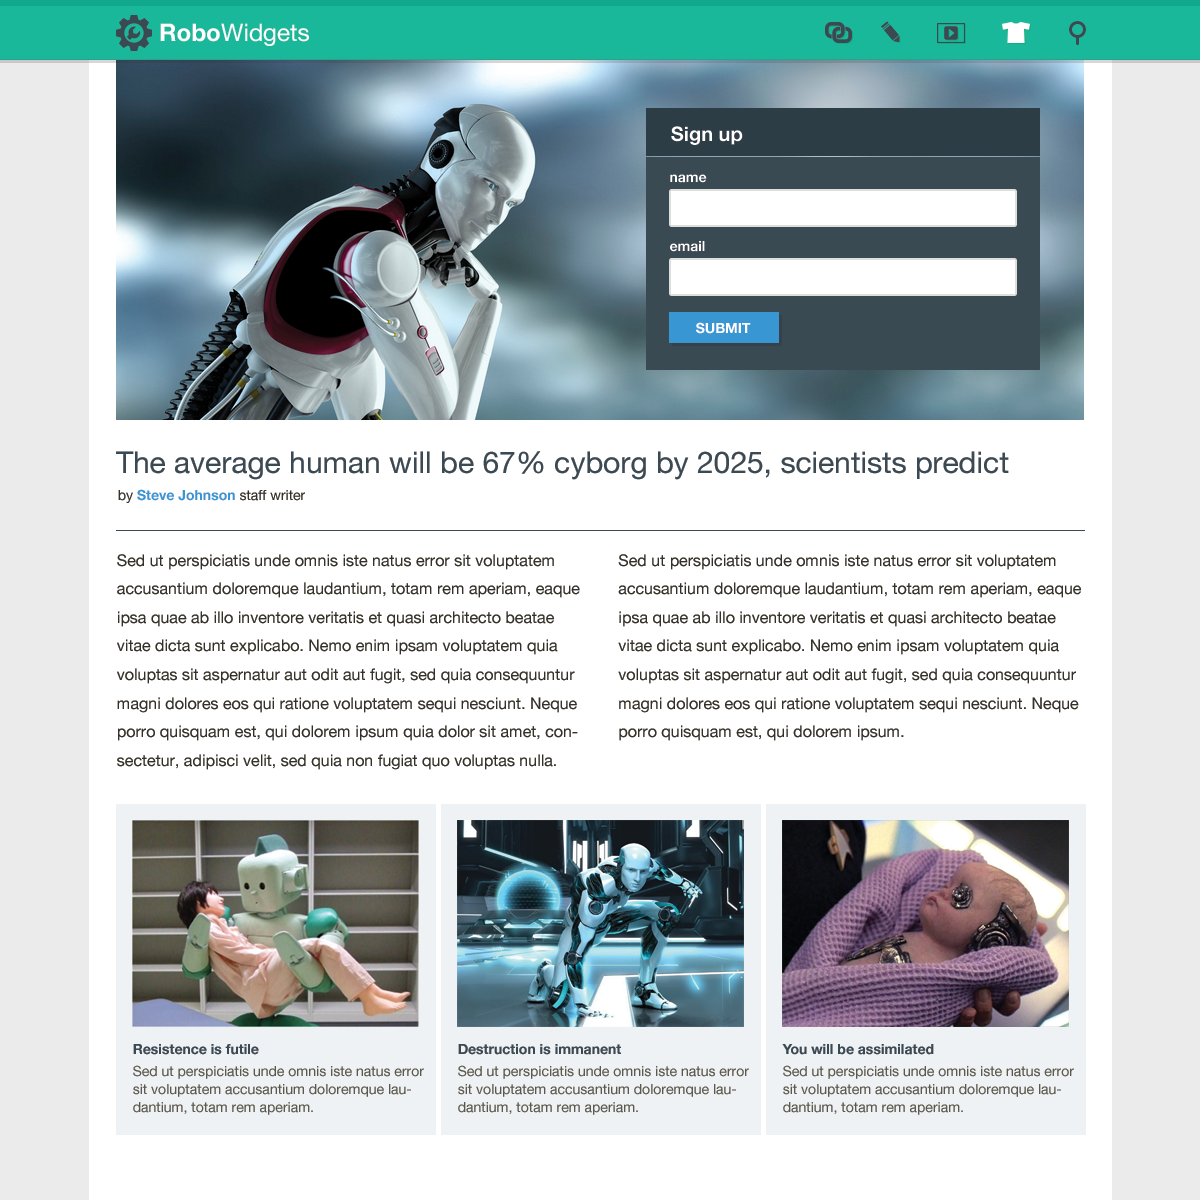 RoboWidgets
Sign up
name
email
SUBMIT
The average human will be 67% cyborg by 2025, scientists predict
by Steve Johnson staff writer
Sed ut perspiciatis unde omnis iste natus error sit voluptatem
accusantium doloremque laudantium, totam rem aperiam, eaque
ipsa quae ab illo inventore veritatis et quasi architecto beatae
vitae dicta sunt explicabo. Nemo enim ipsam voluptatem quia
voluptas sit aspernatur aut odit aut fugit, sed quia consequuntur
magni dolores eos qui ratione voluptatem sequi nesciunt. Neque
porro quisquam est, qui dolorem ipsum quia dolor sit amet, con-
sectetur, adipisci velit, sed quia non fugiat quo voluptas nulla.
Sed ut perspiciatis unde omnis iste natus error sit voluptatem
accusantium doloremque laudantium, totam rem aperiam, eaque
ipsa quae ab illo inventore veritatis et quasi architecto beatae
vitae dicta sunt explicabo. Nemo enim ipsam voluptatem quia
voluptas sit aspernatur aut odit aut fugit, sed quia consequuntur
magni dolores eos qui ratione voluptatem sequi nesciunt. Neque
porro quisquam est, qui dolorem ipsum.
Resistence is futile
Sed ut perspiciatis unde omnis iste natus error
sit voluptatem accusantium doloremque lau-
dantium, totam rem aperiam.
Destruction is immanent
Sed ut perspiciatis unde omnis iste natus error
sit voluptatem accusantium doloremque lau-
dantium, totam rem aperiam.
You will be assimilated
Sed ut perspiciatis unde omnis iste natus error
sit voluptatem accusantium doloremque lau-
dantium, totam rem aperiam.